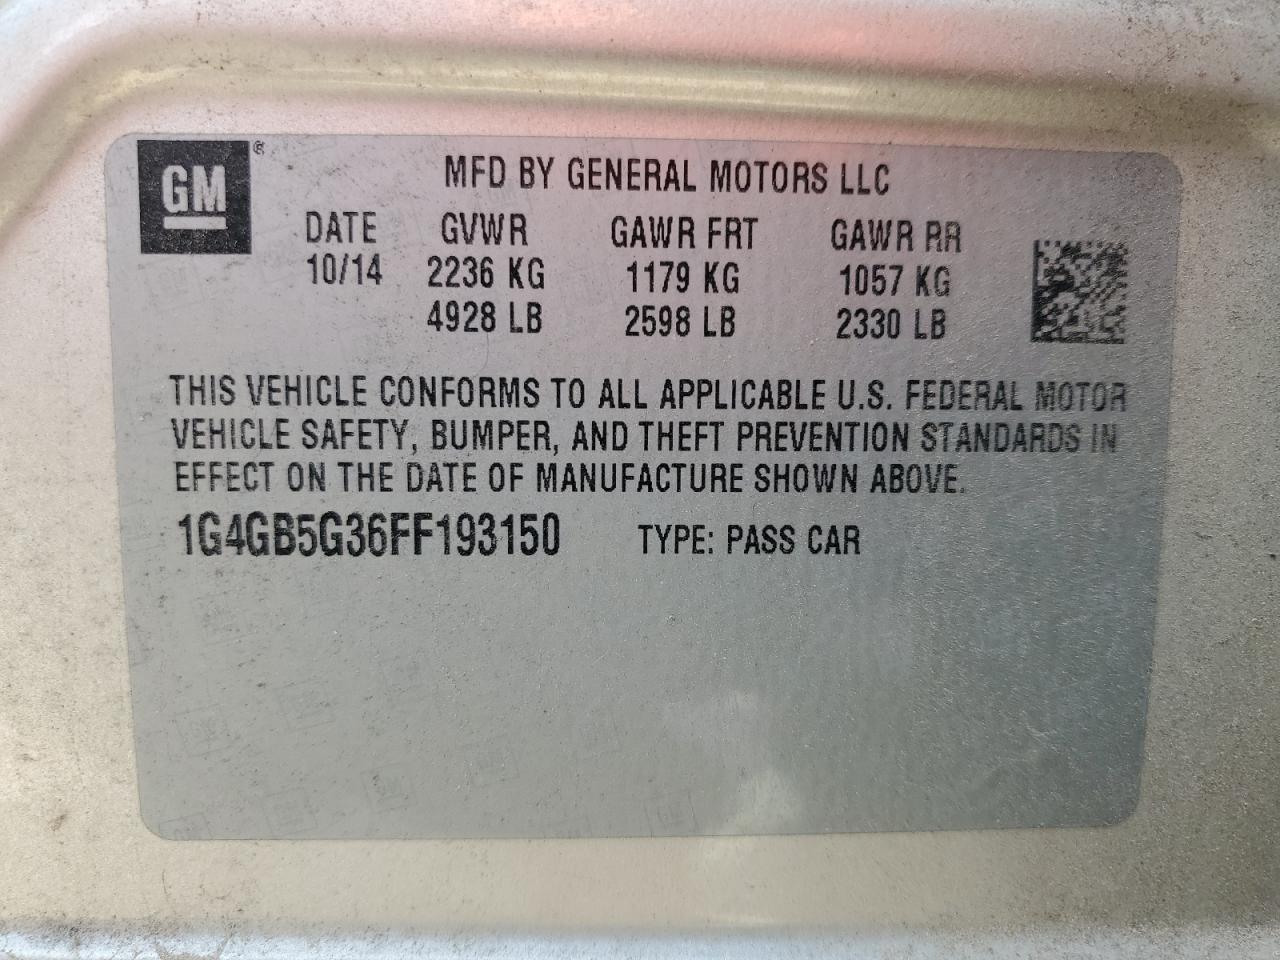 GM®
MFD BY GENERAL MOTORS LLC
DATE GVWR GAWR FRT GAWR RR
10/14 2236 KG 1179 KG 1057 KG
4928 LB 2598 LB 2330 LB
THIS VEHICLE CONFORMS TO ALL APPLICABLE U.S. FEDERAL MOTOR
VEHICLE SAFETY, BUMPER, AND THEFT PREVENTION STANDARDS IN
EFFECT ON THE DATE OF MANUFACTURE SHOWN ABOVE.
1G4GB5G36FF193150 TYPE: PASS CAR